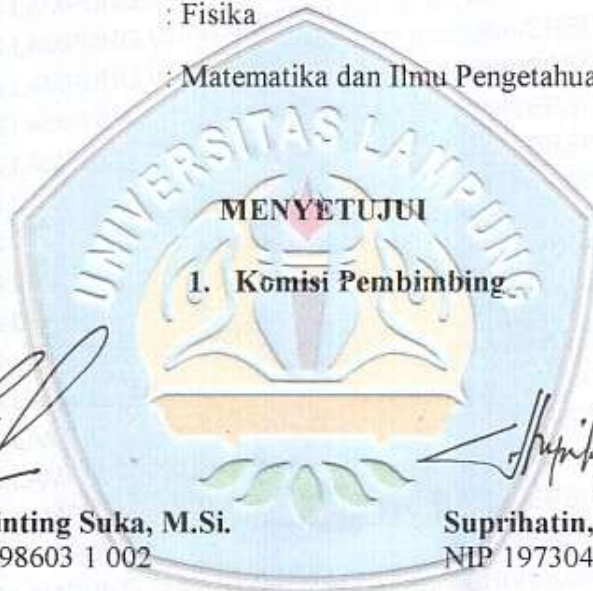 : Fisika
: Matematika dan Ilmu Pengetahua
UNIVERSITAS LAMPUNG
MENYETUJUI
1. Komisi Pembimbing
inting Suka, M.Si.
98603 1 002
Suprihatin,
NIP 197304